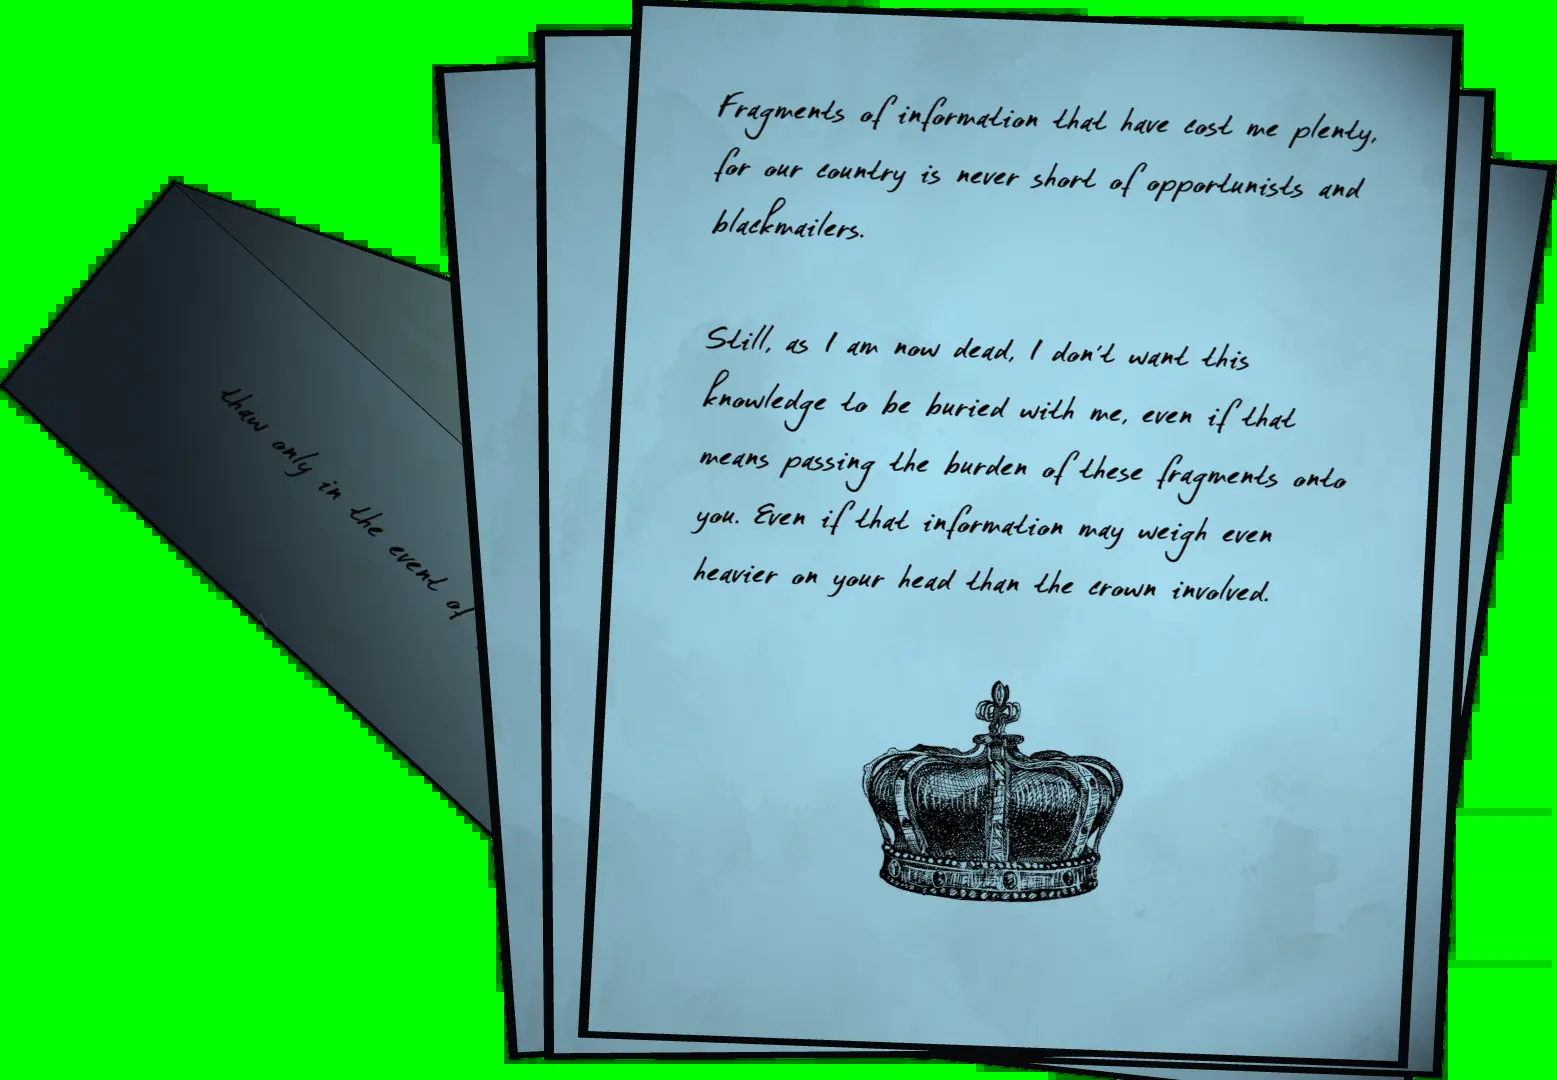 Fragments of information that have cost me plenty,
for our country is never short of opportunists and
blackmailers.
Still, as I am now dead, I don't want this
knowledge to be buried with me, even if that
means passing the burden of these fragments onto
you. Even if that information may weigh even
heavier on your head than the crown involved.
thaw only in the event of